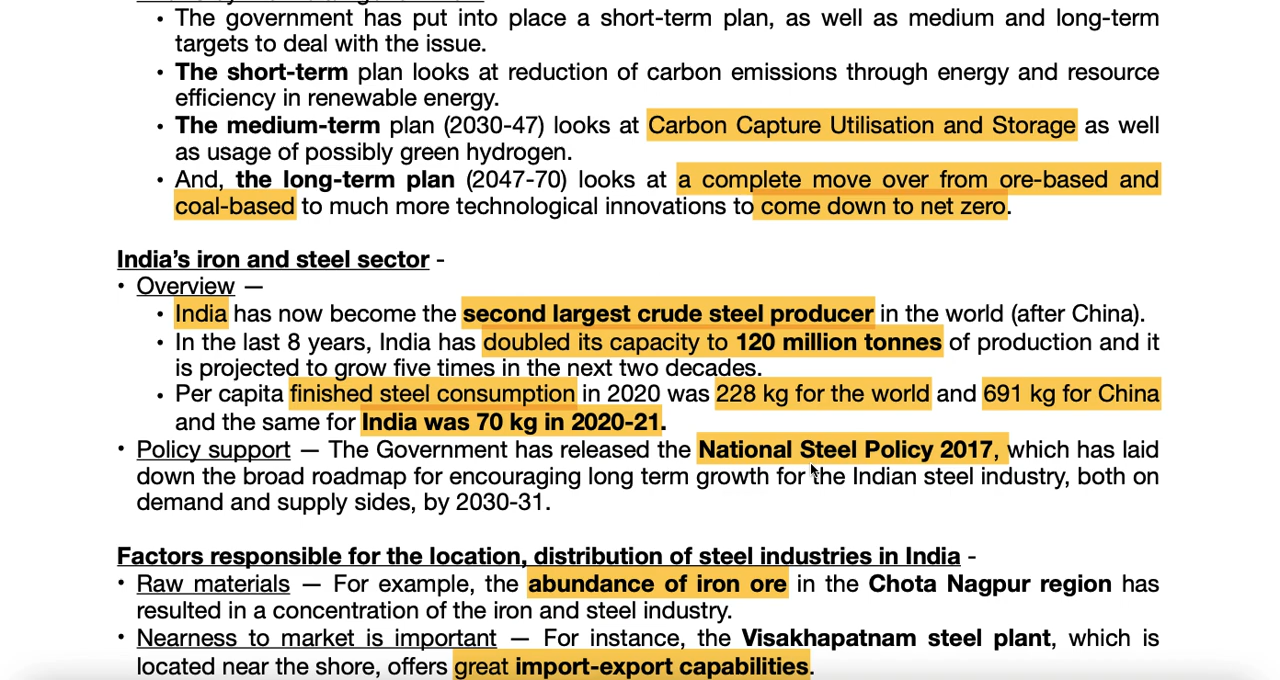 • The government has put into place a short-term plan, as well as medium and long-term
targets to deal with the issue.
• The short-term plan looks at reduction of carbon emissions through energy and resource
efficiency in renewable energy.
• The medium-term plan (2030-47) looks at Carbon Capture Utilisation and Storage as well
as usage of possibly green hydrogen.
• And, the long-term plan (2047-70) looks at a complete move over from ore-based and
coal-based to much more technological innovations to come down to net zero.
India's iron and steel sector -
• Overview —
• India has now become the second largest crude steel producer in the world (after China).
• In the last 8 years, India has doubled its capacity to 120 million tonnes of production and it
is projected to grow five times in the next two decades.
• Per capita finished steel consumption in 2020 was 228 kg for the world and 691 kg for China
and the same for India was 70 kg in 2020-21.
• Policy support — The Government has released the National Steel Policy 2017, which has laid
down the broad roadmap for encouraging long term growth for the Indian steel industry, both on
demand and supply sides, by 2030-31.
Factors responsible for the location, distribution of steel industries in India -
• Raw materials — For example, the abundance of iron ore in the Chota Nagpur region has
resulted in a concentration of the iron and steel industry.
• Nearness to market is important — For instance, the Visakhapatnam steel plant, which is
located near the shore, offers great import-export capabilities.